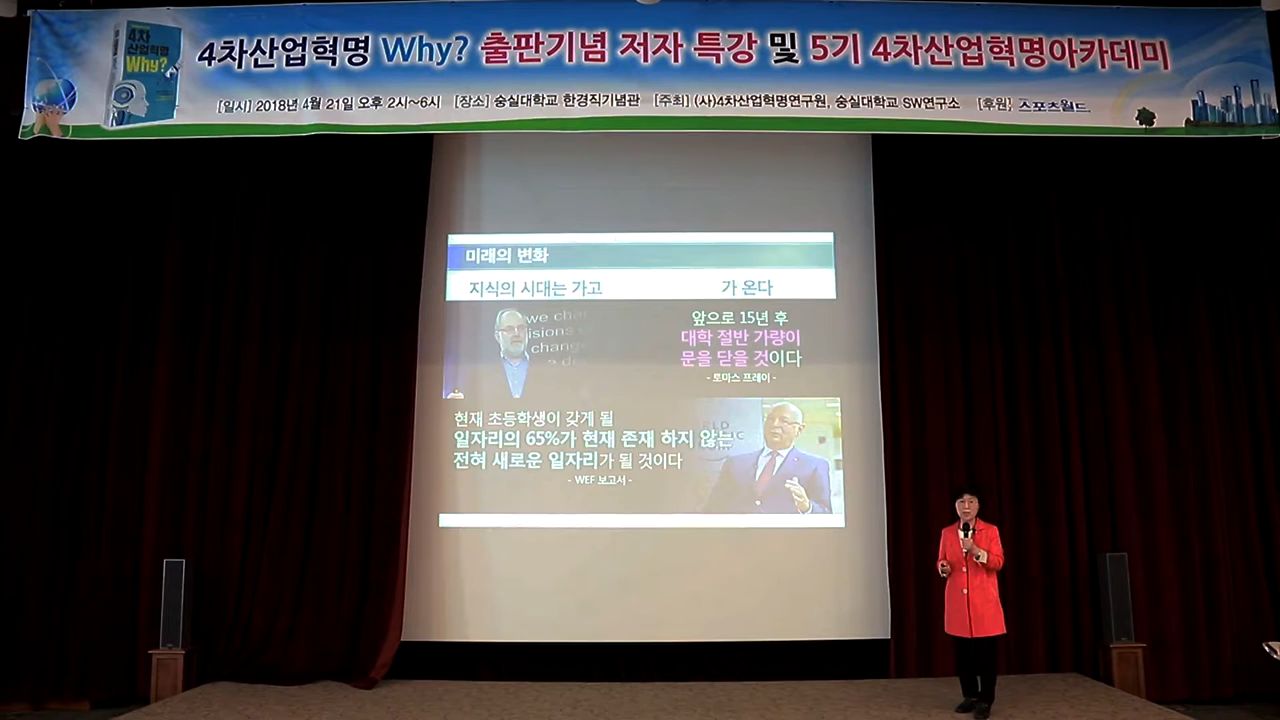 4차
산업혁명
Why?
4차산업혁명 Why? 출판기념 저자 특강 및 5기 4차산업혁명아카데미
[일시] 2018년 4월 21일 오후 2시~6시 [장소] 숭실대학교 한경직기념관 [주최] (사)4차산업혁명연구원, 숭실대학교 SW연구소 [후원] 스포츠월드
미래의 변화
지식의 시대는 가고 가 온다
we
isions
chang
앞으로 15년 후
대학 절반 가량이
문을 닫을 것이다
- 토마스 프레이 -
현재 초등학생이 갖게 될
일자리의 65%가 현재 존재 하지 않는
전혀 새로운 일자리가 될 것이다
- WEF 보고서 -